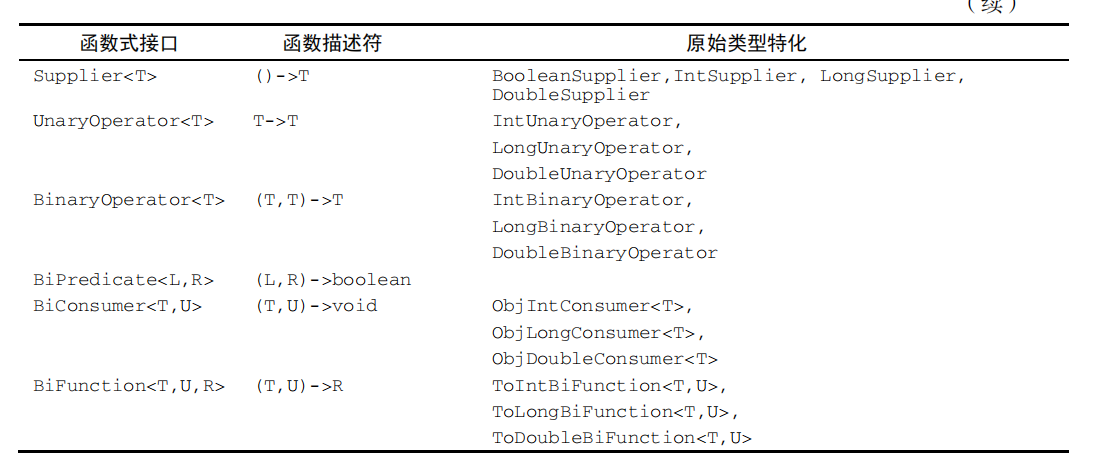 （续）
函数式接口 函数描述符 原始类型特化
Supplier<T> ()->T BooleanSupplier,IntSupplier, LongSupplier,
DoubleSupplier
UnaryOperator<T> T->T IntUnaryOperator,
LongUnaryOperator,
DoubleUnaryOperator
BinaryOperator<T> (T,T)->T IntBinaryOperator,
LongBinaryOperator,
DoubleBinaryOperator
BiPredicate<L,R> (L,R)->boolean
BiConsumer<T,U> (T,U)->void ObjIntConsumer<T>,
ObjLongConsumer<T>,
ObjDoubleConsumer<T>
BiFunction<T,U,R> (T,U)->R ToIntBiFunction<T,U>,
ToLongBiFunction<T,U>,
ToDoubleBiFunction<T,U>